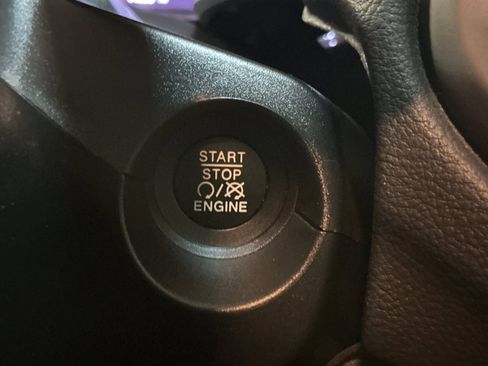 START
STOP
/
ENGINE